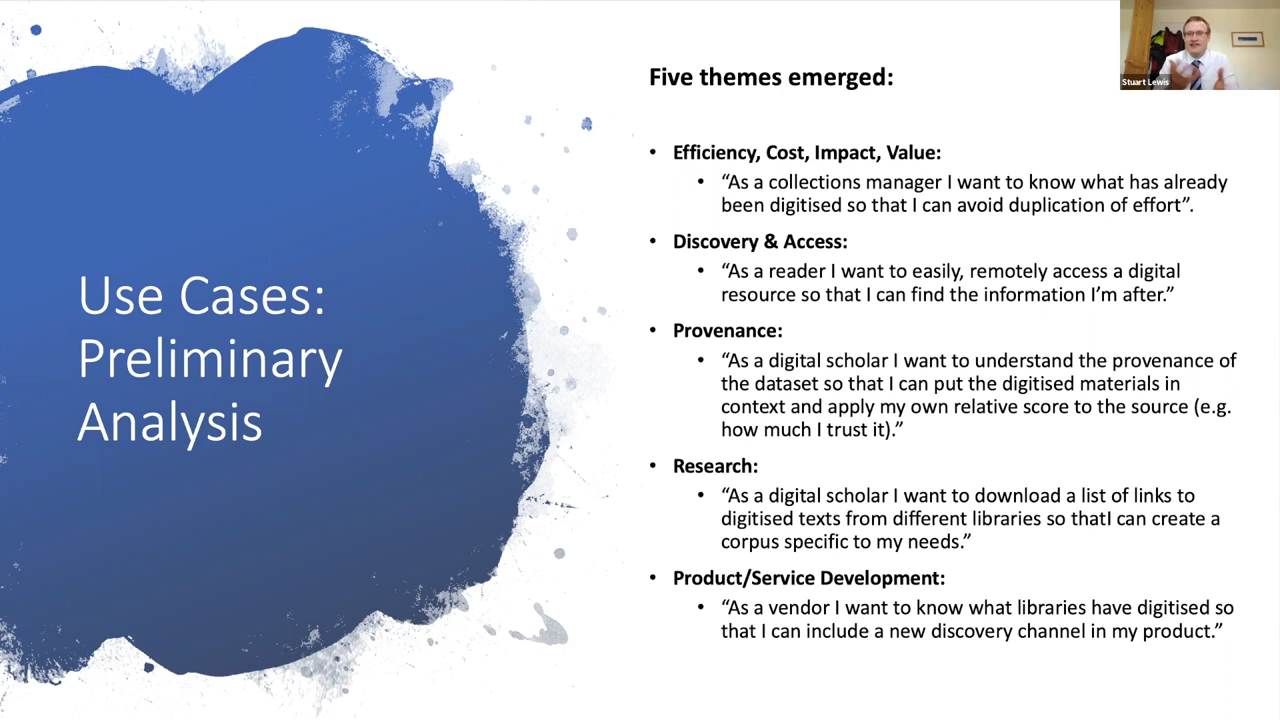 Stuart Lewis
Use Cases:
Preliminary
Analysis
Five themes emerged:
• Efficiency, Cost, Impact, Value:
• “As a collections manager I want to know what has already
been digitised so that I can avoid duplication of effort”.
• Discovery & Access:
• “As a reader I want to easily, remotely access a digital
resource so that I can find the information I’m after.”
• Provenance:
• “As a digital scholar I want to understand the provenance of
the dataset so that I can put the digitised materials in
context and apply my own relative score to the source (e.g.
how much I trust it).”
• Research:
• “As a digital scholar I want to download a list of links to
digitised texts from different libraries so thatI can create a
corpus specific to my needs.”
• Product/Service Development:
• “As a vendor I want to know what libraries have digitised so
that I can include a new discovery channel in my product.”